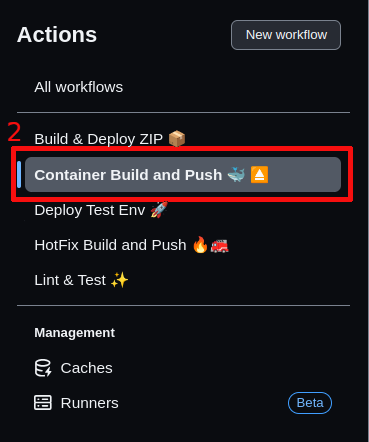 Actions
New workflow
All workflows
2
Build & Deploy ZIP 📦
Container Build and Push 🐳 ⏏️
Deploy Test Env 🚀
HotFix Build and Push 🔥🚒
Lint & Test ✨
Management
Caches
Runners
Beta